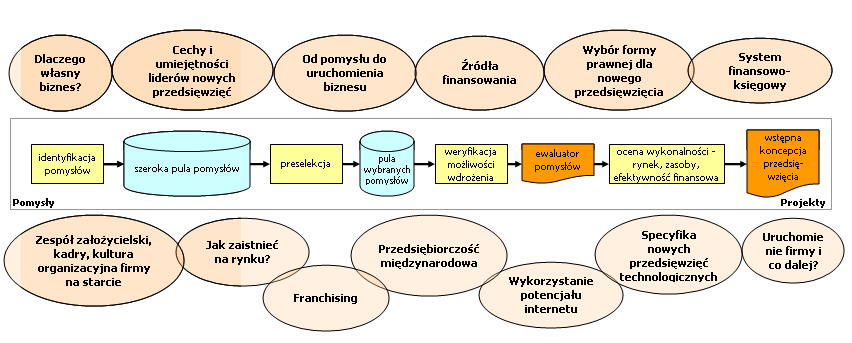 Dlaczego
własny
biznes?
Cechy i
umiejętności
liderów nowych
przedsięwzięć
Od pomysłu do
uruchomienia
biznesu
Źródła
finansowania
Wybór formy
prawnej dla
nowego
przedsięwzięcia
System
finansowo-
księgowy
identyfikacja
pomysłów
szeroka pula pomysłów
preselekcja
pula
wybranych
pomysłów
weryfikacja
możliwości
wdrożenia
ewaluator
pomysłów
ocena wykonalności -
rynek, zasoby,
efektywność finansowa
wstępna
koncepcja
przedsię-
wzięcia
Pomysły
Projekty
Zespół założycielski,
kadry, kultura
organizacyjna firmy
na starcie
Jak zaistnieć
na rynku?
Franchising
Przedsiębiorczość
międzynarodowa
Wykorzystanie
potencjału
internetu
Specyfika
nowych
przedsięwzięć
technologicznych
Uruchomie
nie firmy i
co dalej?